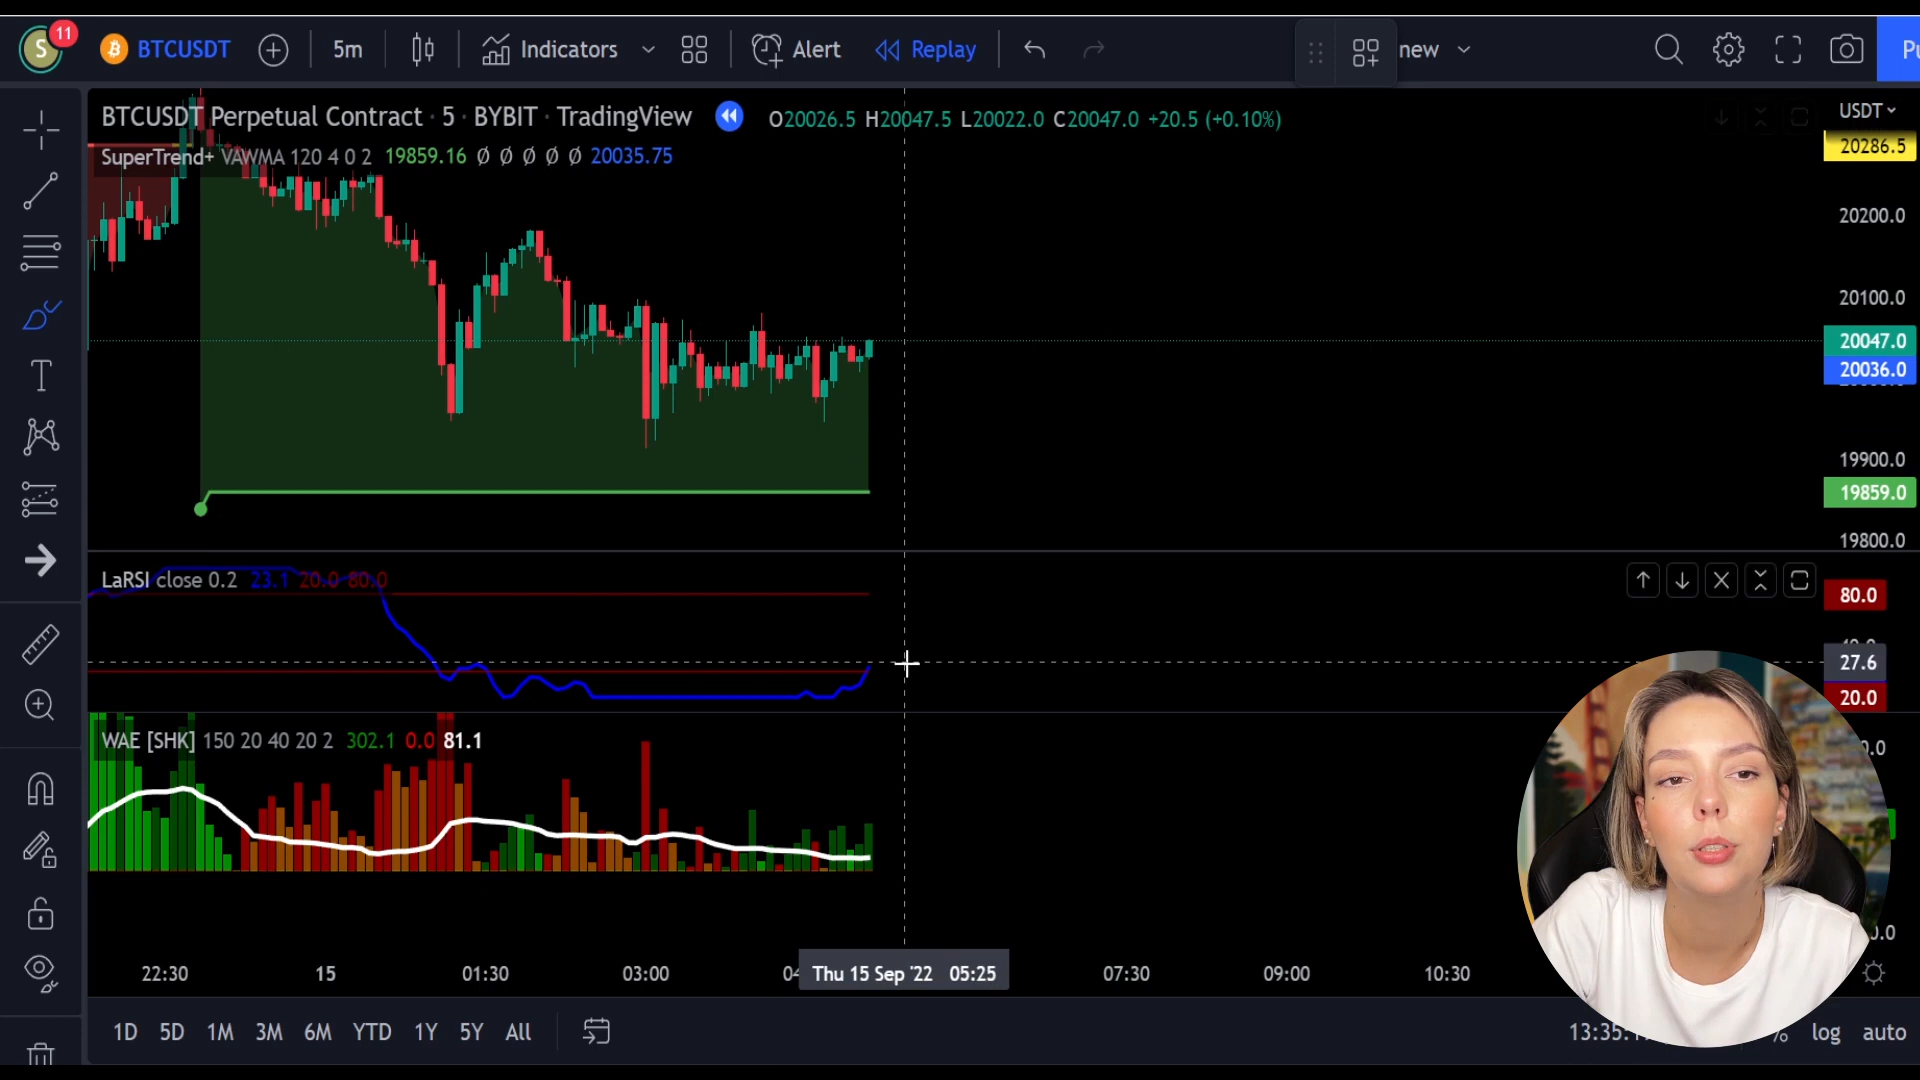 S 11 BTCUSDT 5m Indicators Alert Replay new Pu
BTCUSDT Perpetual Contract · 5 · BYBIT · TradingView O20026.5 H20047.5 L20022.0 C20047.0 +20.5 (+0.10%)
SuperTrend+ VAWMA 120 4 0 2 19859.16 Ø Ø Ø Ø Ø 20035.75
USDT
20286.5
20200.0
20100.0
20047.0
20036.0
19900.0
19859.0
19800.0
LaRSI close 0.2 23.1 20.0 80.0
80.0
27.6
20.0
WAE [SHK] 150 20 40 20 2 302.1 0.0 81.1
22:30 15 01:30 03:00 Thu 15 Sep '22 05:25 07:30 09:00 10:30
1D 5D 1M 3M 6M YTD 1Y 5Y All
13:35: % log auto